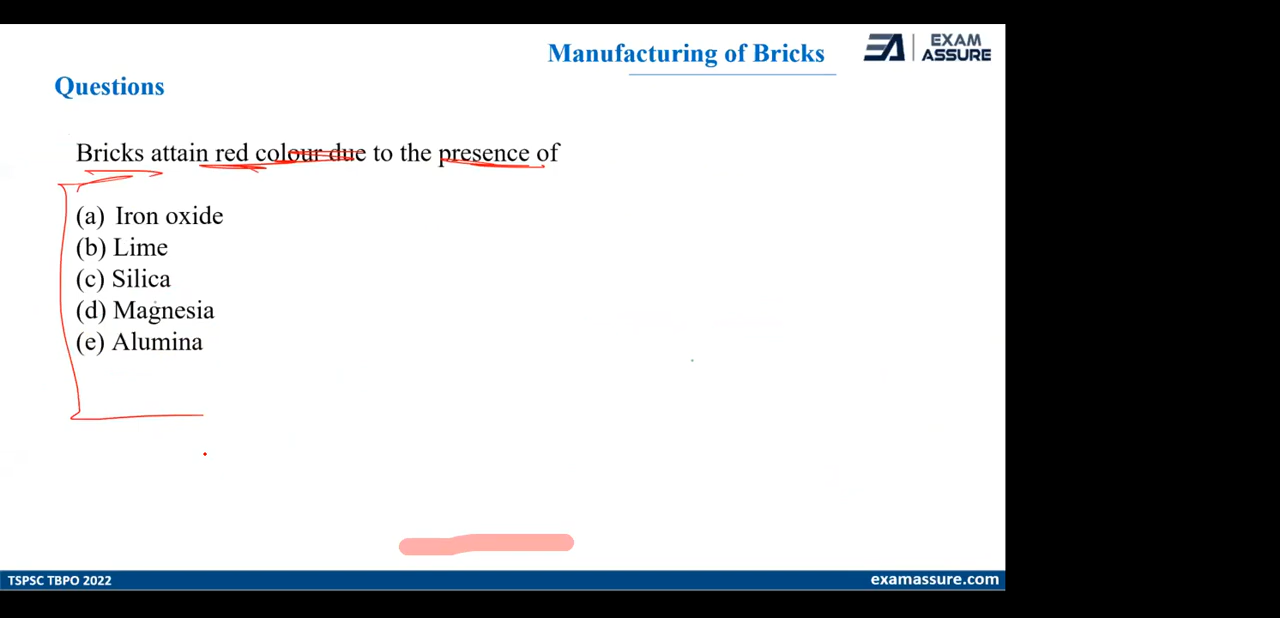 Manufacturing of Bricks
EXAM
ASSURE
Questions
Bricks attain red colour due to the presence of
(a) Iron oxide
(b) Lime
(c) Silica
(d) Magnesia
(e) Alumina
TSPSC TBPO 2022
examassure.com